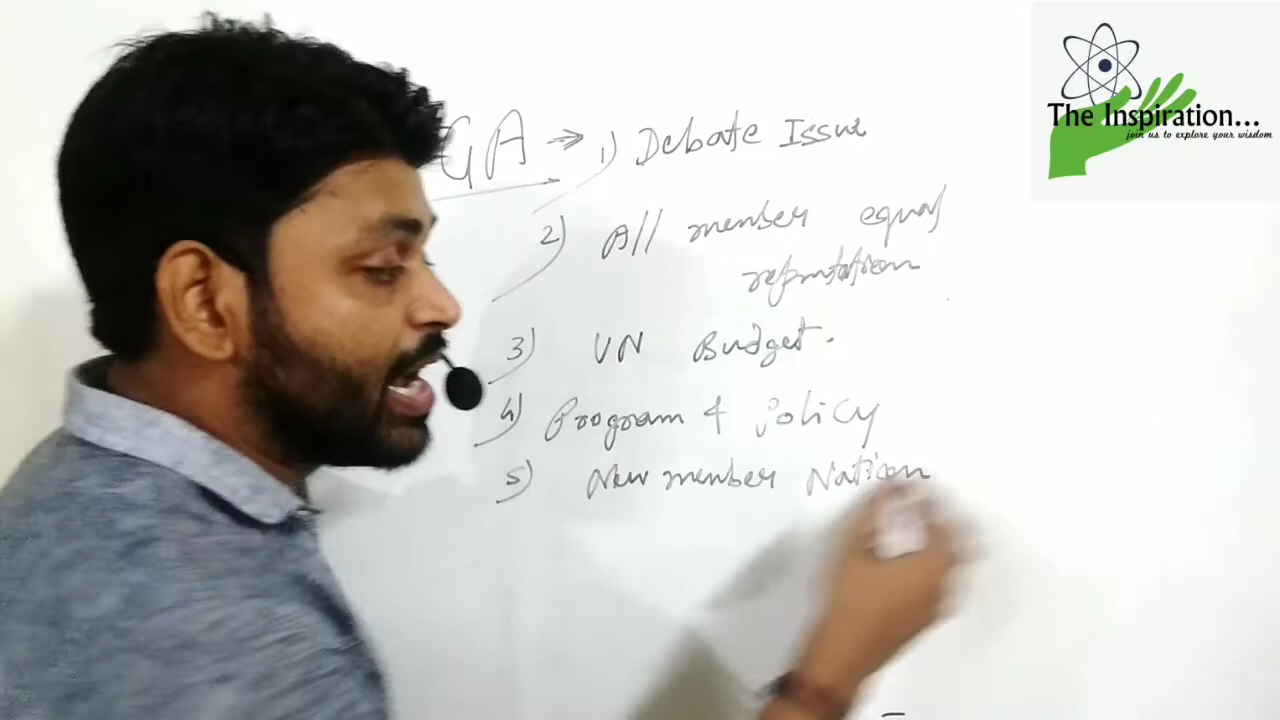 GA → 1) Debate Issue
2) All member equal
3) UN Budget.
4) Program & Policy
5) New member Nation
The Inspiration...
join us to explore your wisdom